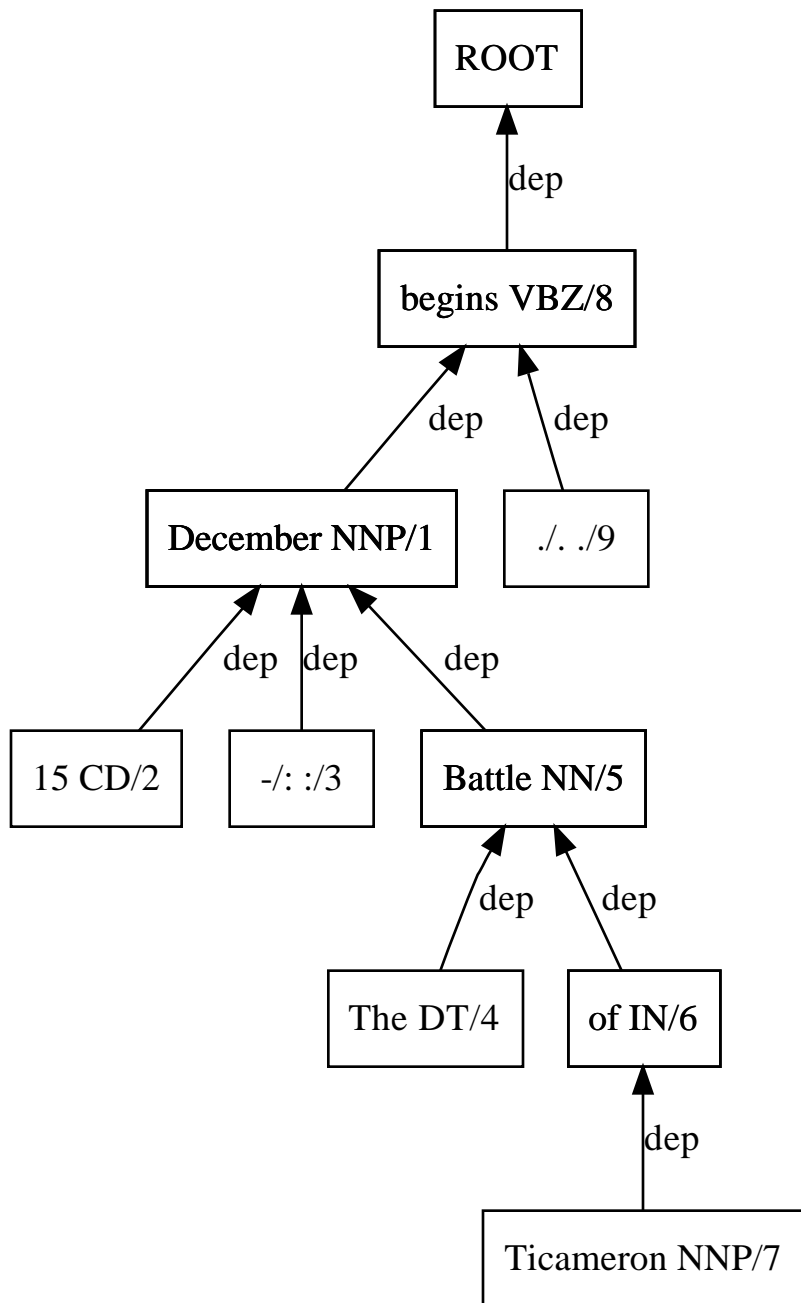 ROOT
dep
begins VBZ/8
dep dep
December NNP/1 ./. ./9
dep dep dep
15 CD/2 -/: :/3 Battle NN/5
dep dep
The DT/4 of IN/6
dep
Ticameron NNP/7